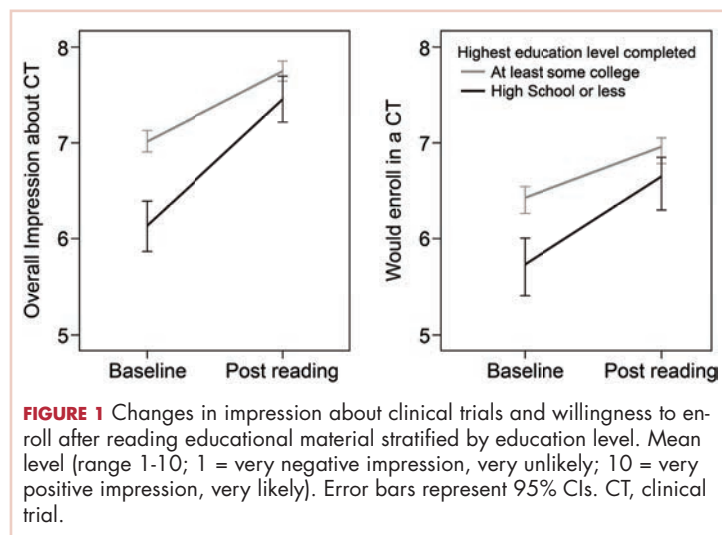 8
7
6
5
Overall Impression about CT
Baseline
Post reading
8
7
6
5
Would enroll in a CT
Highest education level completed
At least some college
High School or less
Baseline
Post reading
FIGURE 1 Changes in impression about clinical trials and willingness to en-
roll after reading educational material stratified by education level. Mean
level (range 1-10; 1 = very negative impression, very unlikely; 10 = very
positive impression, very likely). Error bars represent 95% CIs. CT, clinical
trial.